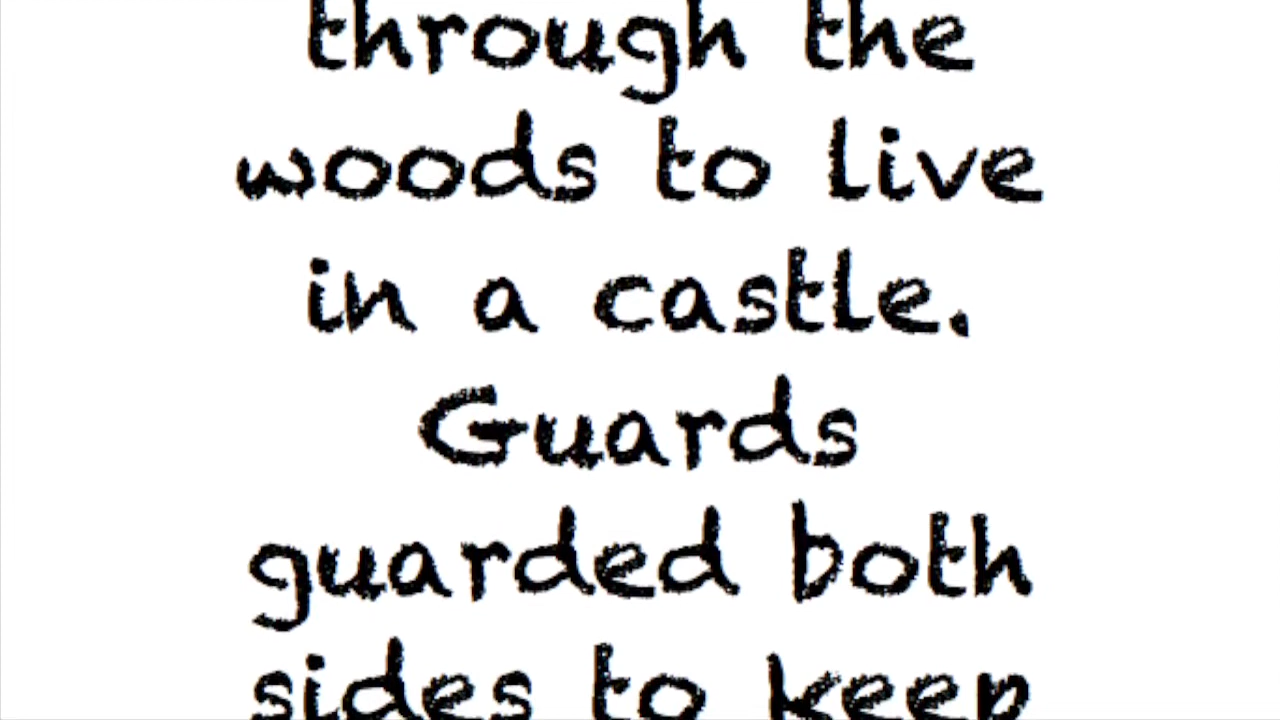 through the
woods to live
in a castle.
Guards
guarded both
sides to keep